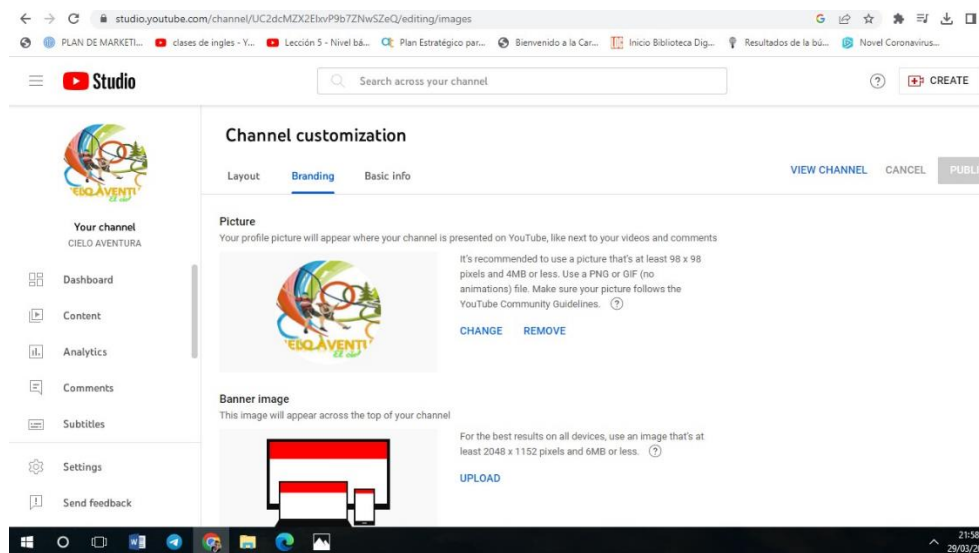 studio.youtube.com/channel/UC2dcMZX2EIxvP9b7ZNwSZeQ/editing/images
PLAN DE MARKETI... clases de ingles - Y... Lección 5 - Nivel bá... Plan Estratégico par... Bienvenido a la Car... Inicio Biblioteca Dig... Resultados de la bú... Novel Coronavirus...
Studio
Search across your channel
CREATE
Channel customization
Layout Branding Basic info
VIEW CHANNEL CANCEL PUBLI
Your channel
CIELO AVENTURA
Dashboard
Content
Analytics
Comments
Subtitles
Settings
Send feedback
Picture
Your profile picture will appear where your channel is presented on YouTube, like next to your videos and comments
It's recommended to use a picture that's at least 98 x 98
pixels and 4MB or less. Use a PNG or GIF (no
animations) file. Make sure your picture follows the
YouTube Community Guidelines.
CHANGE REMOVE
Banner image
This image will appear across the top of your channel
For the best results on all devices, use an image that's at
least 2048 x 1152 pixels and 6MB or less.
UPLOAD
21:58